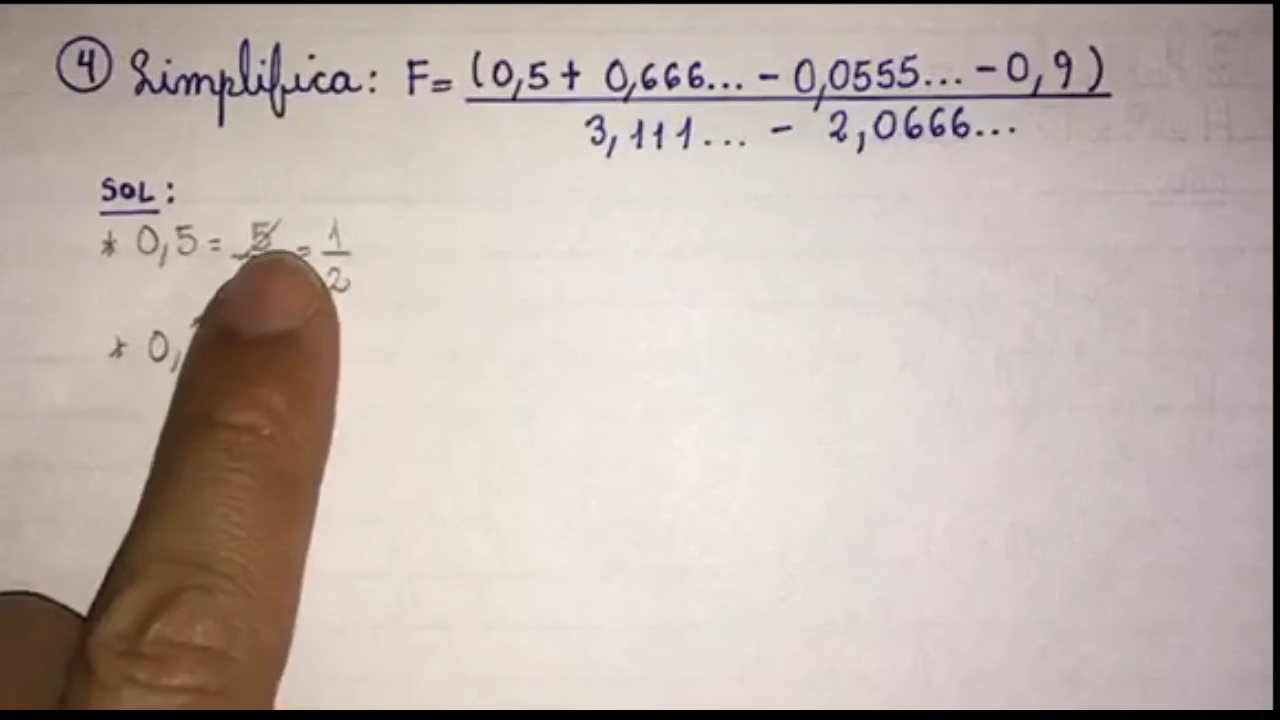 4 Simplifica: F= (0,5 + 0,666... - 0,0555... - 0,9)
3,111... - 2,0666...
SOL:
* 0,5 = 5 = 1
2
* 0,